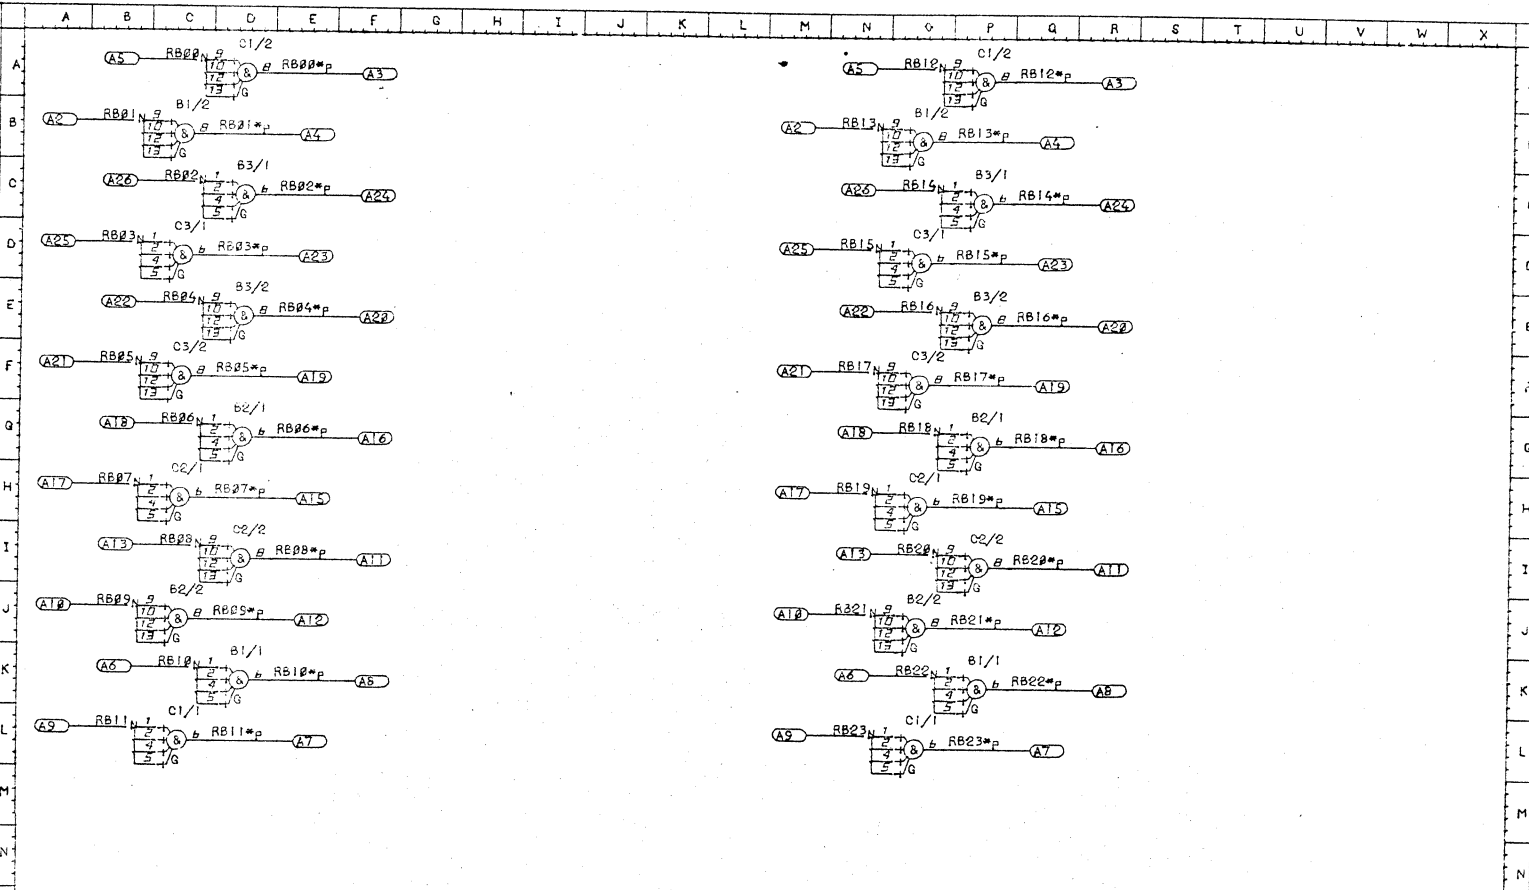 A B C D E F G H I J K L M N O P Q R S T U V W X
A
C1/2
A5 RB00 N 9 10 12 13 G & 8 RB00*P A3
B
B1/2
A2 RB01 N 9 10 12 13 G & 8 RB01*P A4
C
B3/1
A26 RB02 N 1 2 4 5 G & 6 RB02*P A24
D
C3/1
A25 RB03 N 1 2 4 5 G & 6 RB03*P A23
E
B3/2
A22 RB04 N 9 10 12 13 G & 8 RB04*P A20
F
C3/2
A21 RB05 N 9 10 12 13 G & 8 RB05*P A19
G
B2/1
A18 RB06 N 1 2 4 5 G & 6 RB06*P A16
H
C2/1
A17 RB07 N 1 2 4 5 G & 6 RB07*P A15
I
C2/2
A13 RB08 N 9 10 12 13 G & 8 RB08*P A11
J
B2/2
A10 RB09 N 9 10 12 13 G & 8 RB09*P A12
K
B1/1
A6 RB10 N 1 2 4 5 G & 6 RB10*P A8
L
C1/1
A9 RB11 N 1 2 4 5 G & 6 RB11*P A7
M
N
C1/2
A5 RB12 N 9 10 12 13 G & 8 RB12*P A3
B1/2
A2 RB13 N 9 10 12 13 G & 8 RB13*P A4
B3/1
A26 RB14 N 1 2 4 5 G & 6 RB14*P A24
C3/1
A25 RB15 N 1 2 4 5 G & 6 RB15*P A23
B3/2
A22 RB16 N 9 10 12 13 G & 8 RB16*P A20
C3/2
A21 RB17 N 9 10 12 13 G & 8 RB17*P A19
B2/1
A18 RB18 N 1 2 4 5 G & 6 RB18*P A16
C2/1
A17 RB19 N 1 2 4 5 G & 6 RB19*P A15
C2/2
A13 RB20 N 9 10 12 13 G & 8 RB20*P A11
B2/2
A10 RB21 N 9 10 12 13 G & 8 RB21*P A12
B1/1
A6 RB22 N 1 2 4 5 G & 6 RB22*P A8
C1/1
A9 RB23 N 1 2 4 5 G & 6 RB23*P A7
H
I
J
K
L
M
N